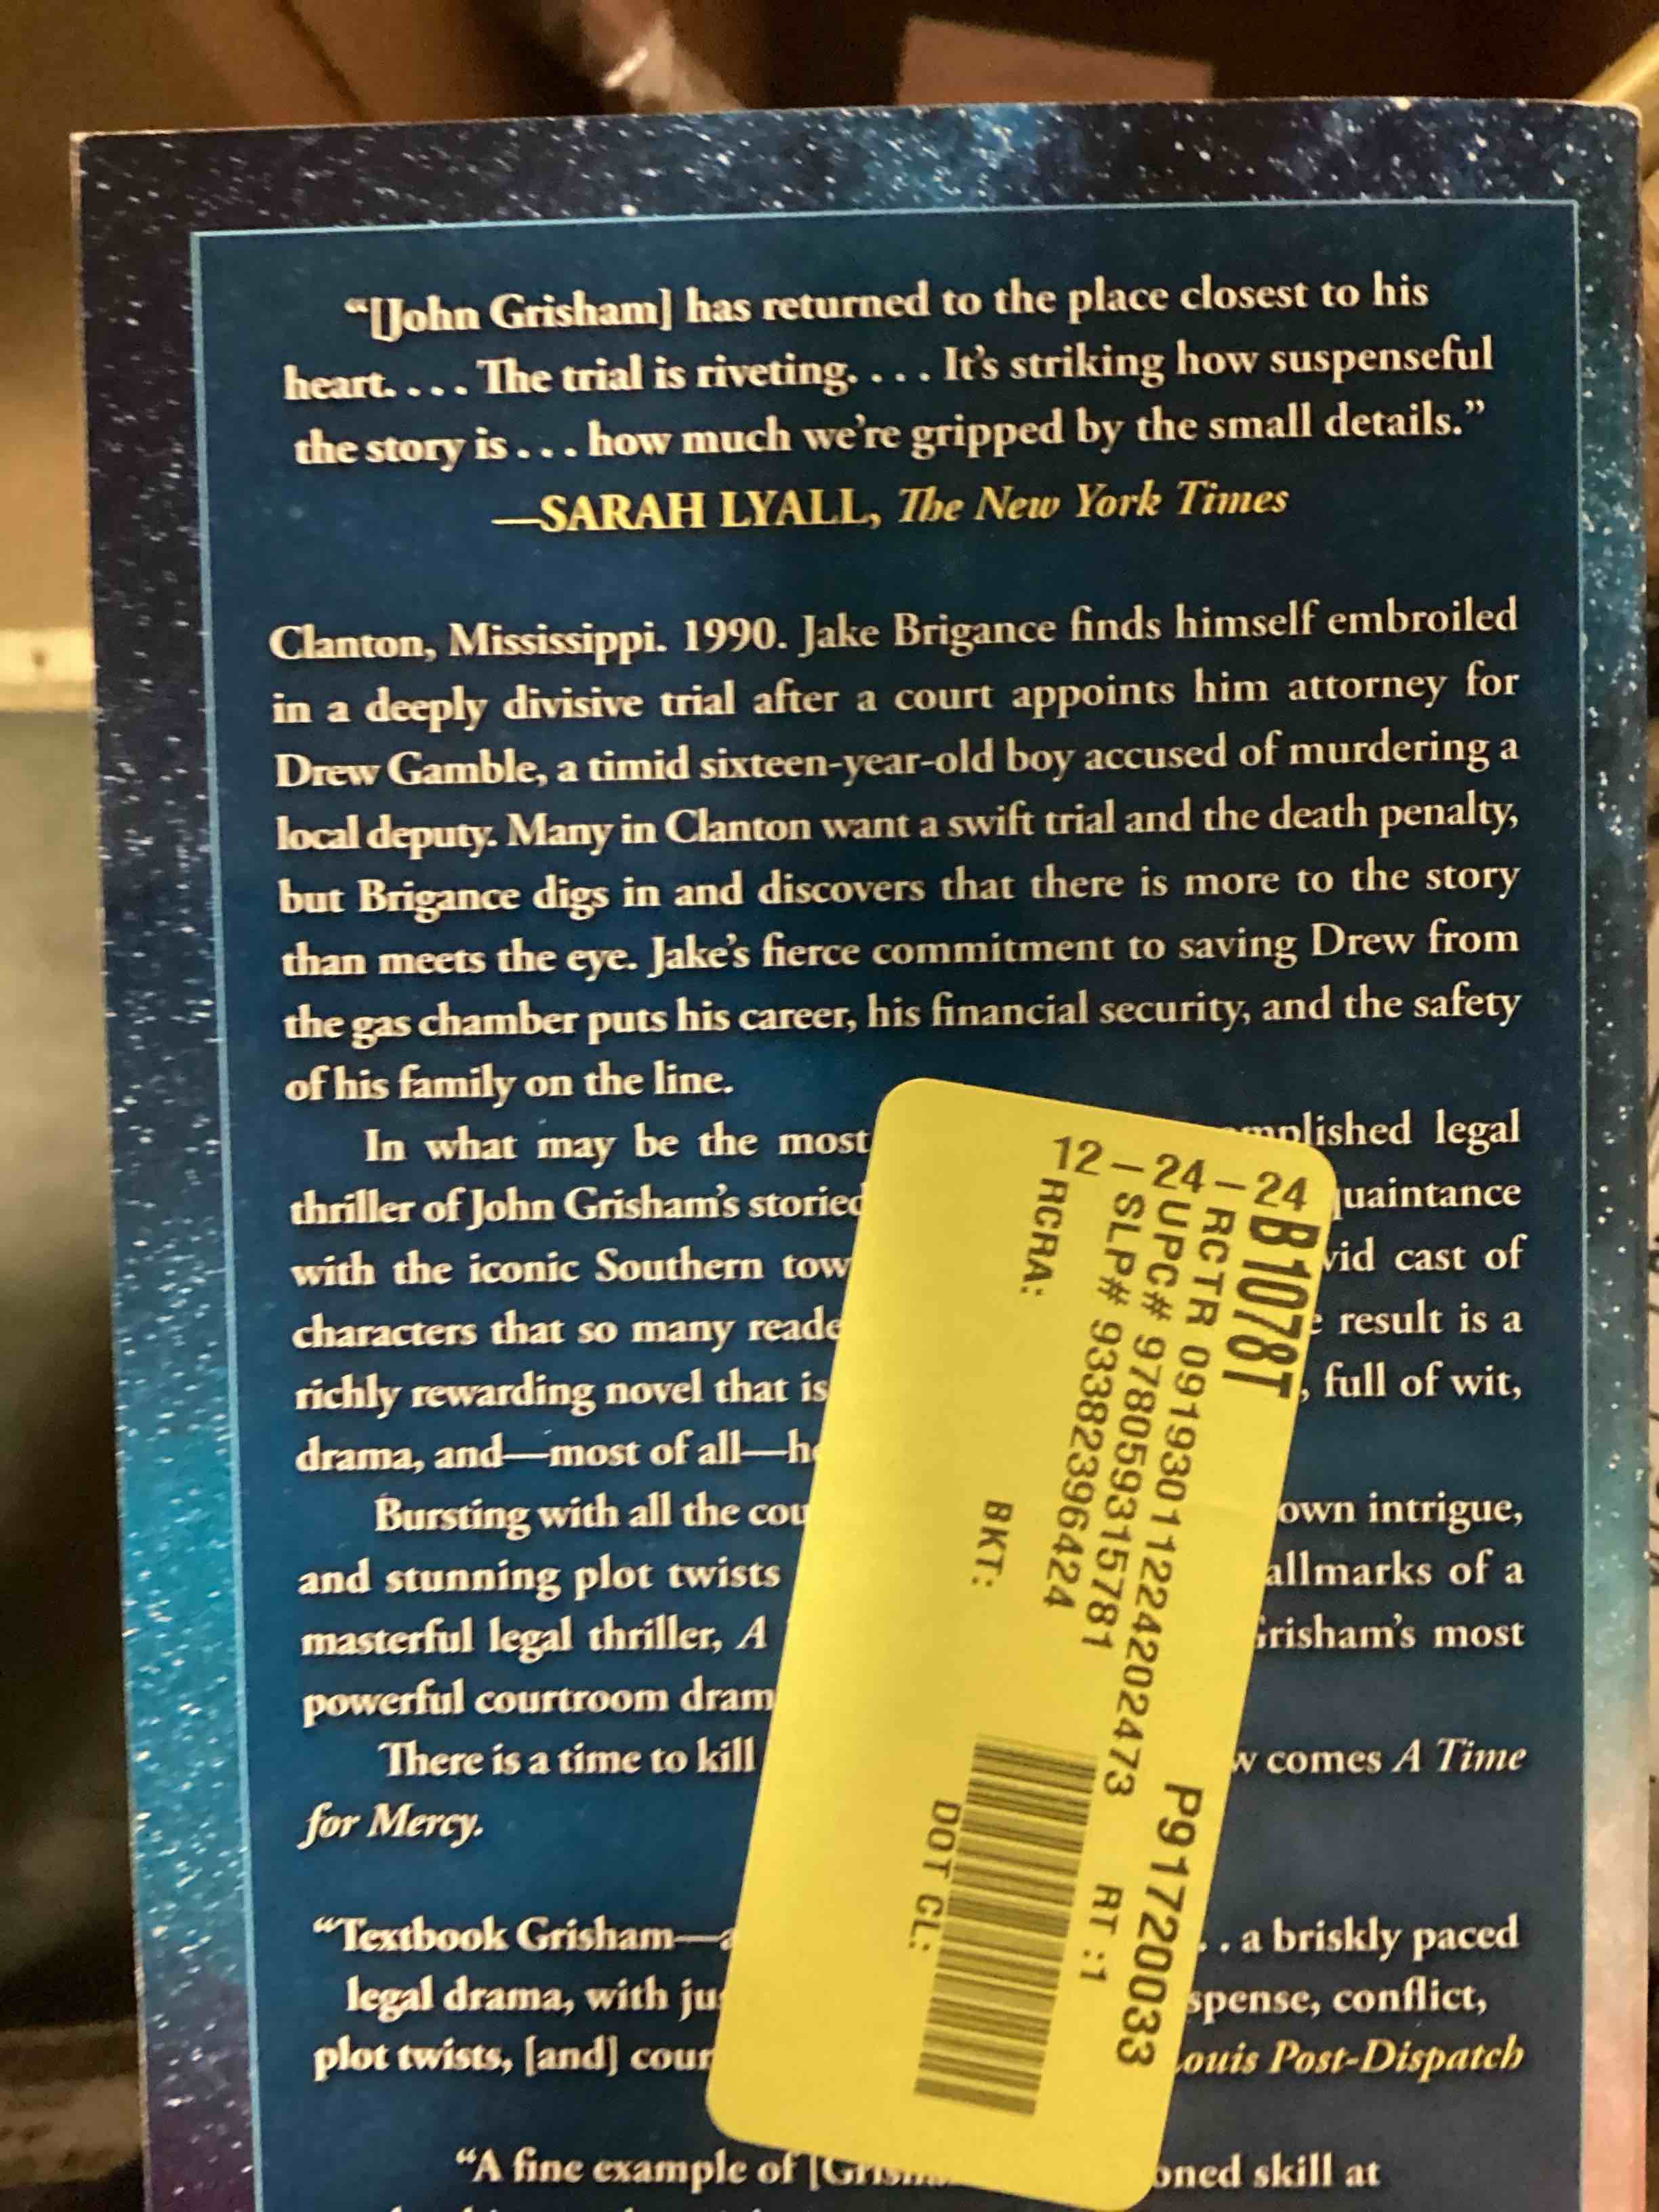 “[John Grisham] has returned to the place closest to his
heart. . . . The trial is riveting. . . . It’s striking how suspenseful
the story is . . . how much we’re gripped by the small details.”
—SARAH LYALL, The New York Times
Clanton, Mississippi. 1990. Jake Brigance finds himself embroiled
in a deeply divisive trial after a court appoints him attorney for
Drew Gamble, a timid sixteen-year-old boy accused of murdering a
local deputy. Many in Clanton want a swift trial and the death penalty,
but Brigance digs in and discovers that there is more to the story
than meets the eye. Jake’s fierce commitment to saving Drew from
the gas chamber puts his career, his financial security, and the safety
of his family on the line.
In what may be the most mplished legal
thriller of John Grisham’s storied quaintance
with the iconic Southern tow vid cast of
characters that so many reade e result is a
richly rewarding novel that is , full of wit,
drama, and—most of all—he
Bursting with all the cou own intrigue,
and stunning plot twists allmarks of a
masterful legal thriller, A Grisham’s most
powerful courtroom dram
There is a time to kill w comes A Time
for Mercy.
“Textbook Grisham—a . . a briskly paced
legal drama, with jus spense, conflict,
plot twists, [and] cour Louis Post-Dispatch
“A fine example of [Gris oned skill at
12-24-24
B1078T P91720033
RCTR 09193011224202473 RT:1
UPC# 978059315781
SLP# 93382396424
RCRA:
BKT:
DOT CL: